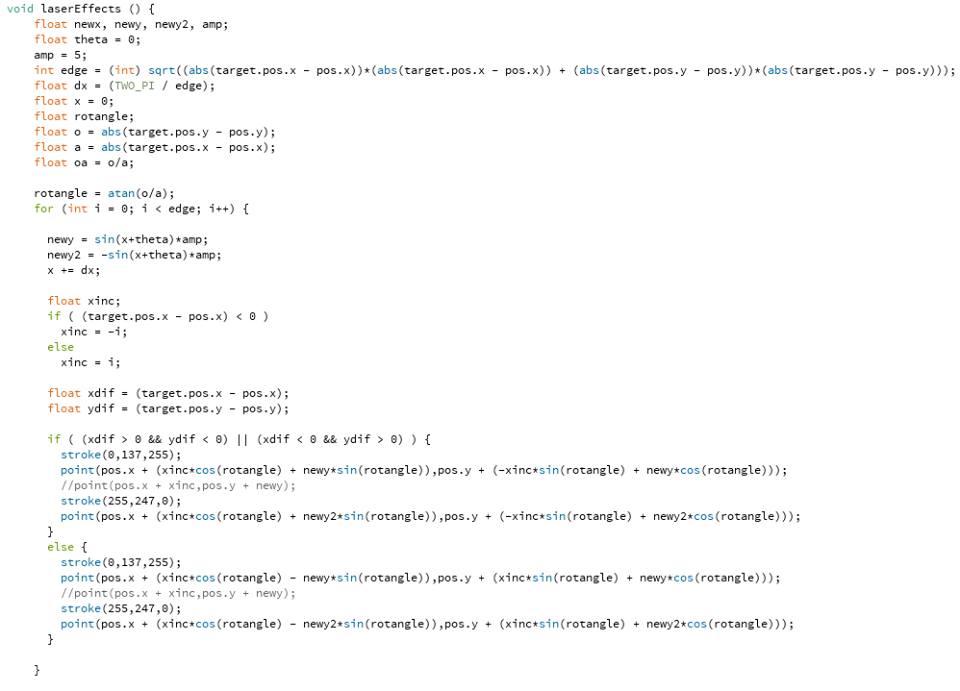 void laserEffects () {
float newx, newy, newy2, amp;
float theta = 0;
amp = 5;
int edge = (int) sqrt((abs(target.pos.x - pos.x))*(abs(target.pos.x - pos.x)) + (abs(target.pos.y - pos.y))*(abs(target.pos.y - pos.y)));
float dx = (TWO_PI / edge);
float x = 0;
float rotangle;
float o = abs(target.pos.y - pos.y);
float a = abs(target.pos.x - pos.x);
float oa = o/a;
rotangle = atan(o/a);
for (int i = 0; i < edge; i++) {
newy = sin(x+theta)*amp;
newy2 = -sin(x+theta)*amp;
x += dx;
float xinc;
if ( (target.pos.x - pos.x) < 0 )
xinc = -i;
else
xinc = i;
float xdif = (target.pos.x - pos.x);
float ydif = (target.pos.y - pos.y);
if ( (xdif > 0 && ydif < 0) || (xdif < 0 && ydif > 0) ) {
stroke(0,137,255);
point(pos.x + (xinc*cos(rotangle) + newy*sin(rotangle)),pos.y + (-xinc*sin(rotangle) + newy*cos(rotangle)));
//point(pos.x + xinc,pos.y + newy);
stroke(255,247,0);
point(pos.x + (xinc*cos(rotangle) + newy2*sin(rotangle)),pos.y + (-xinc*sin(rotangle) + newy2*cos(rotangle)));
}
else {
stroke(0,137,255);
point(pos.x + (xinc*cos(rotangle) - newy*sin(rotangle)),pos.y + (xinc*sin(rotangle) + newy*cos(rotangle)));
//point(pos.x + xinc,pos.y + newy);
stroke(255,247,0);
point(pos.x + (xinc*cos(rotangle) - newy2*sin(rotangle)),pos.y + (xinc*sin(rotangle) + newy2*cos(rotangle)));
}
}